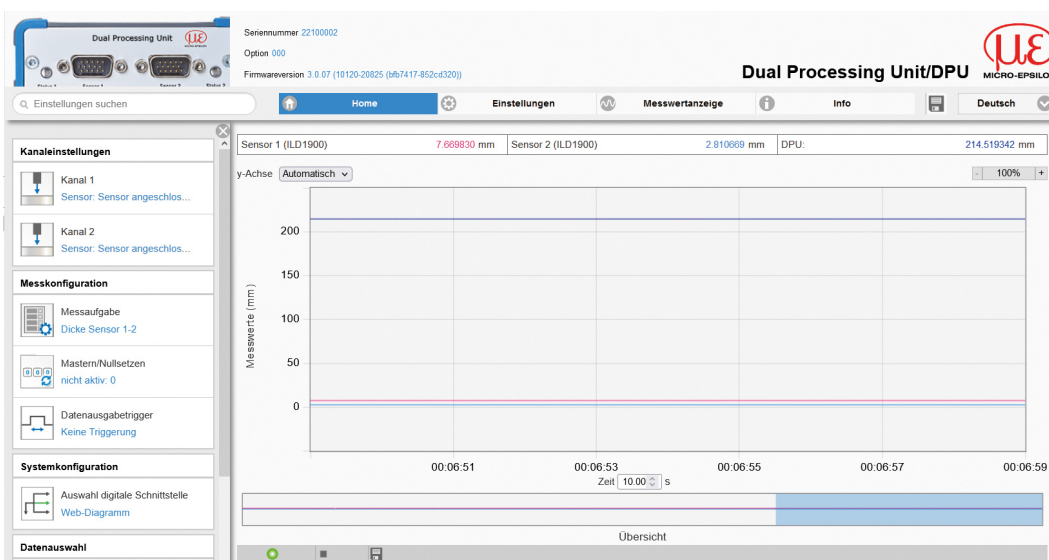 Dual Processing Unit
Seriennummer 22100002
Option 000
Firmwareversion 3.0.07 (10120-20825 (bfb7417-852cd320))
Dual Processing Unit/DPU
MICRO-EPSILO
Einstellungen suchen
Home
Einstellungen
Messwertanzeige
Info
Deutsch
Kanaleinstellungen
Kanal 1
Sensor: Sensor angeschlos...
Kanal 2
Sensor: Sensor angeschlos...
Messkonfiguration
Messaufgabe
Dicke Sensor 1-2
Mastern/Nullsetzen
nicht aktiv: 0
Datenausgabetrigger
Keine Triggerung
Systemkonfiguration
Auswahl digitale Schnittstelle
Web-Diagramm
Datenauswahl
Sensor 1 (ILD1900) 7.669830 mm Sensor 2 (ILD1900) 2.810669 mm DPU: 214.519342 mm
y-Achse Automatisch - 100% +
200
150
100
50
0
Messwerte (mm)
00:06:51 00:06:53 00:06:55 00:06:57 00:06:59
Zeit 10.00 s
Übersicht